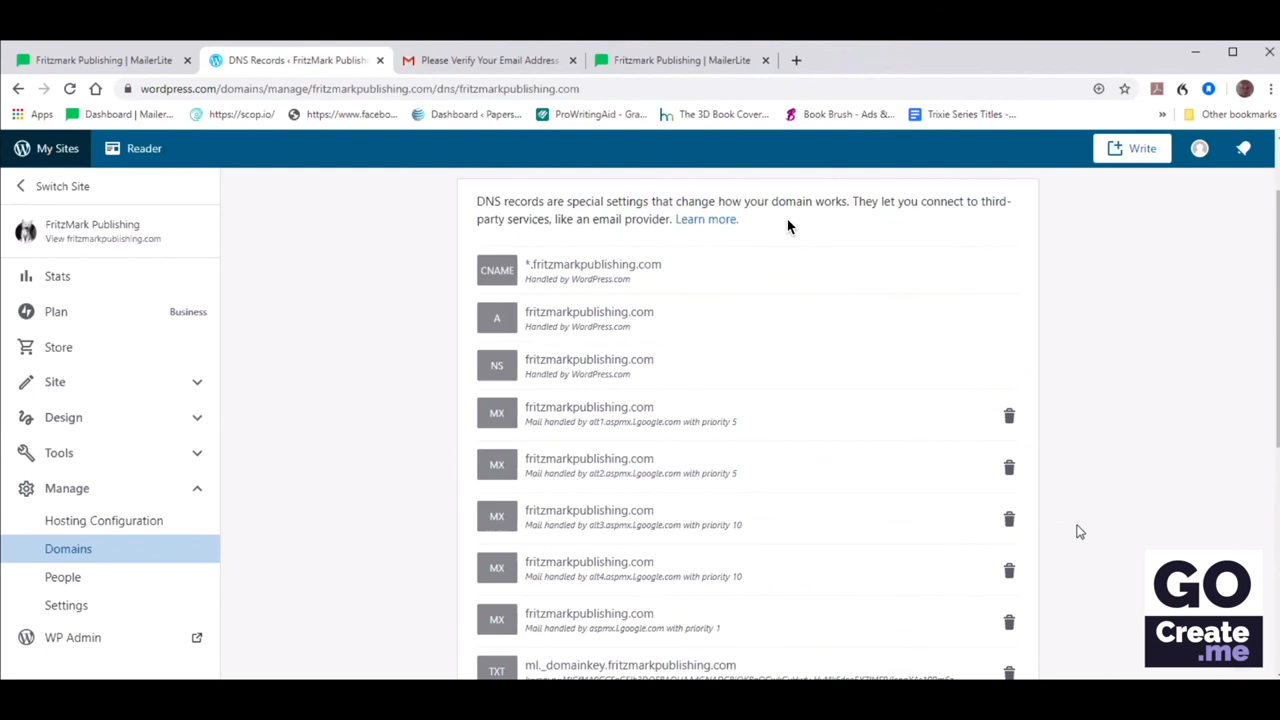 Fritzmark Publishing | MailerLite
DNS Records ‹ FritzMark Publish
Please Verify Your Email Address
Fritzmark Publishing | MailerLite
wordpress.com/domains/manage/fritzmarkpublishing.com/dns/fritzmarkpublishing.com
Apps
Dashboard | Mailer...
https://scop.io/
https://www.facebo...
Dashboard ‹ Papers...
ProWritingAid - Gra...
The 3D Book Cover...
Book Brush - Ads &...
Trixie Series Titles -...
»
Other bookmarks
My Sites
Reader
Write
Switch Site
FritzMark Publishing
View fritzmarkpublishing.com
Stats
Plan
Business
Store
Site
Design
Tools
Manage
Hosting Configuration
Domains
People
Settings
WP Admin
DNS records are special settings that change how your domain works. They let you connect to third-
party services, like an email provider. Learn more.
CNAME
*.fritzmarkpublishing.com
Handled by WordPress.com
A
fritzmarkpublishing.com
Handled by WordPress.com
NS
fritzmarkpublishing.com
Handled by WordPress.com
MX
fritzmarkpublishing.com
Mail handled by alt1.aspmx.l.google.com with priority 5
MX
fritzmarkpublishing.com
Mail handled by alt2.aspmx.l.google.com with priority 5
MX
fritzmarkpublishing.com
Mail handled by alt3.aspmx.l.google.com with priority 10
MX
fritzmarkpublishing.com
Mail handled by alt4.aspmx.l.google.com with priority 10
MX
fritzmarkpublishing.com
Mail handled by aspmx.l.google.com with priority 1
TXT
ml._domainkey.fritzmarkpublishing.com
GO
Create
.me